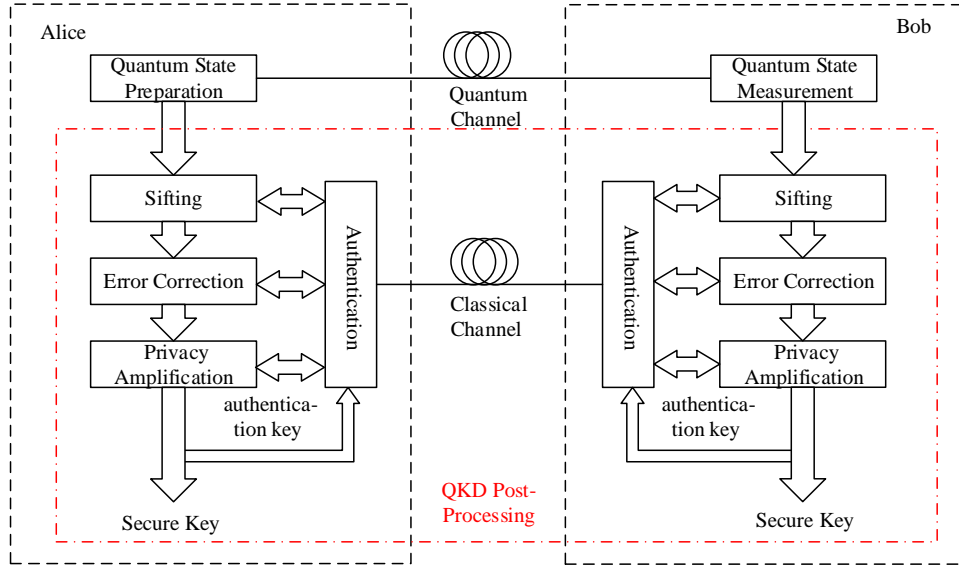 Alice
Bob
Quantum State
Preparation
Quantum
Channel
Quantum State
Measurement
Sifting
Error Correction
Privacy
Amplification
Authentication
authentica-
tion key
Secure Key
Classical
Channel
QKD Post-
Processing
Authentication
Sifting
Error Correction
Privacy
Amplification
authentica-
tion key
Secure Key